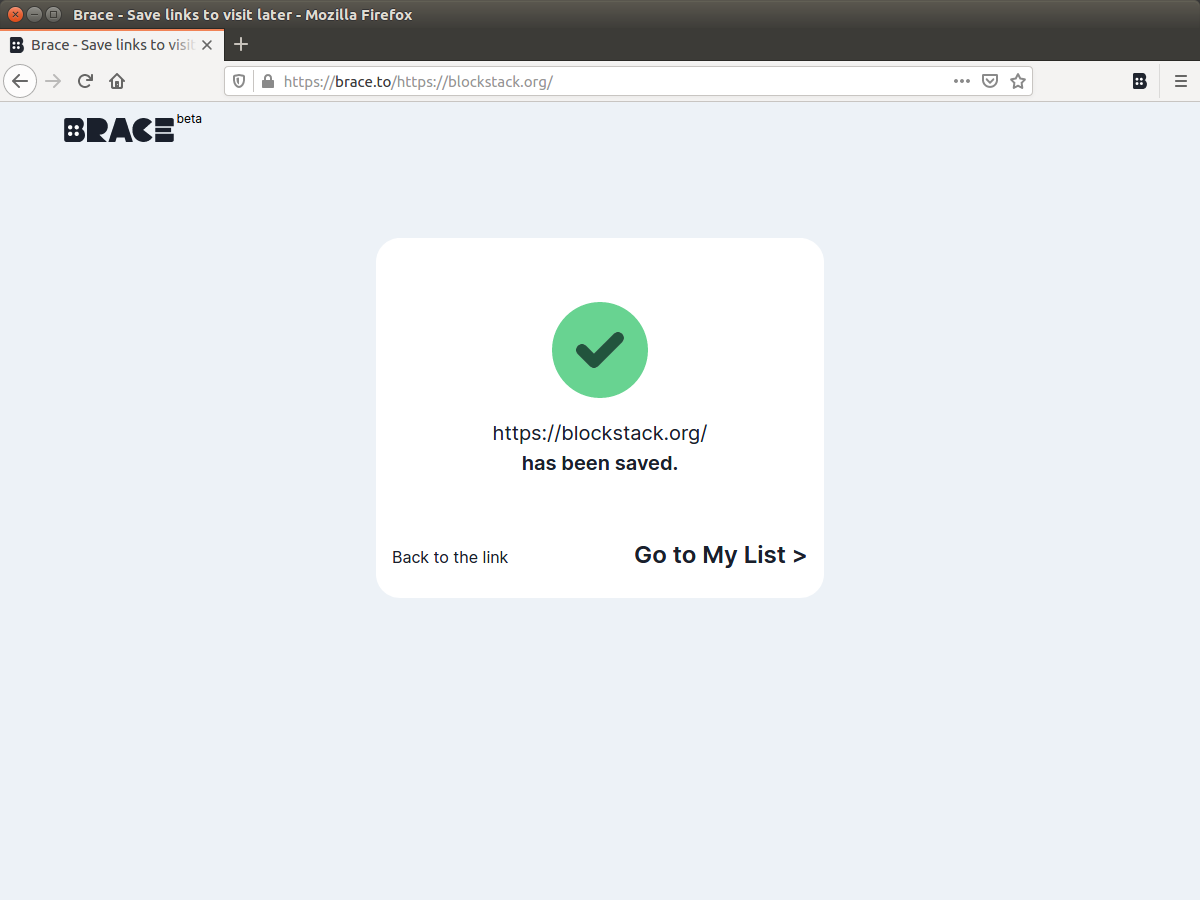 Brace - Save links to visit later - Mozilla Firefox
Brace - Save links to visi
https://brace.to/https://blockstack.org/
BRACE beta
https://blockstack.org/
has been saved.
Back to the link
Go to My List >